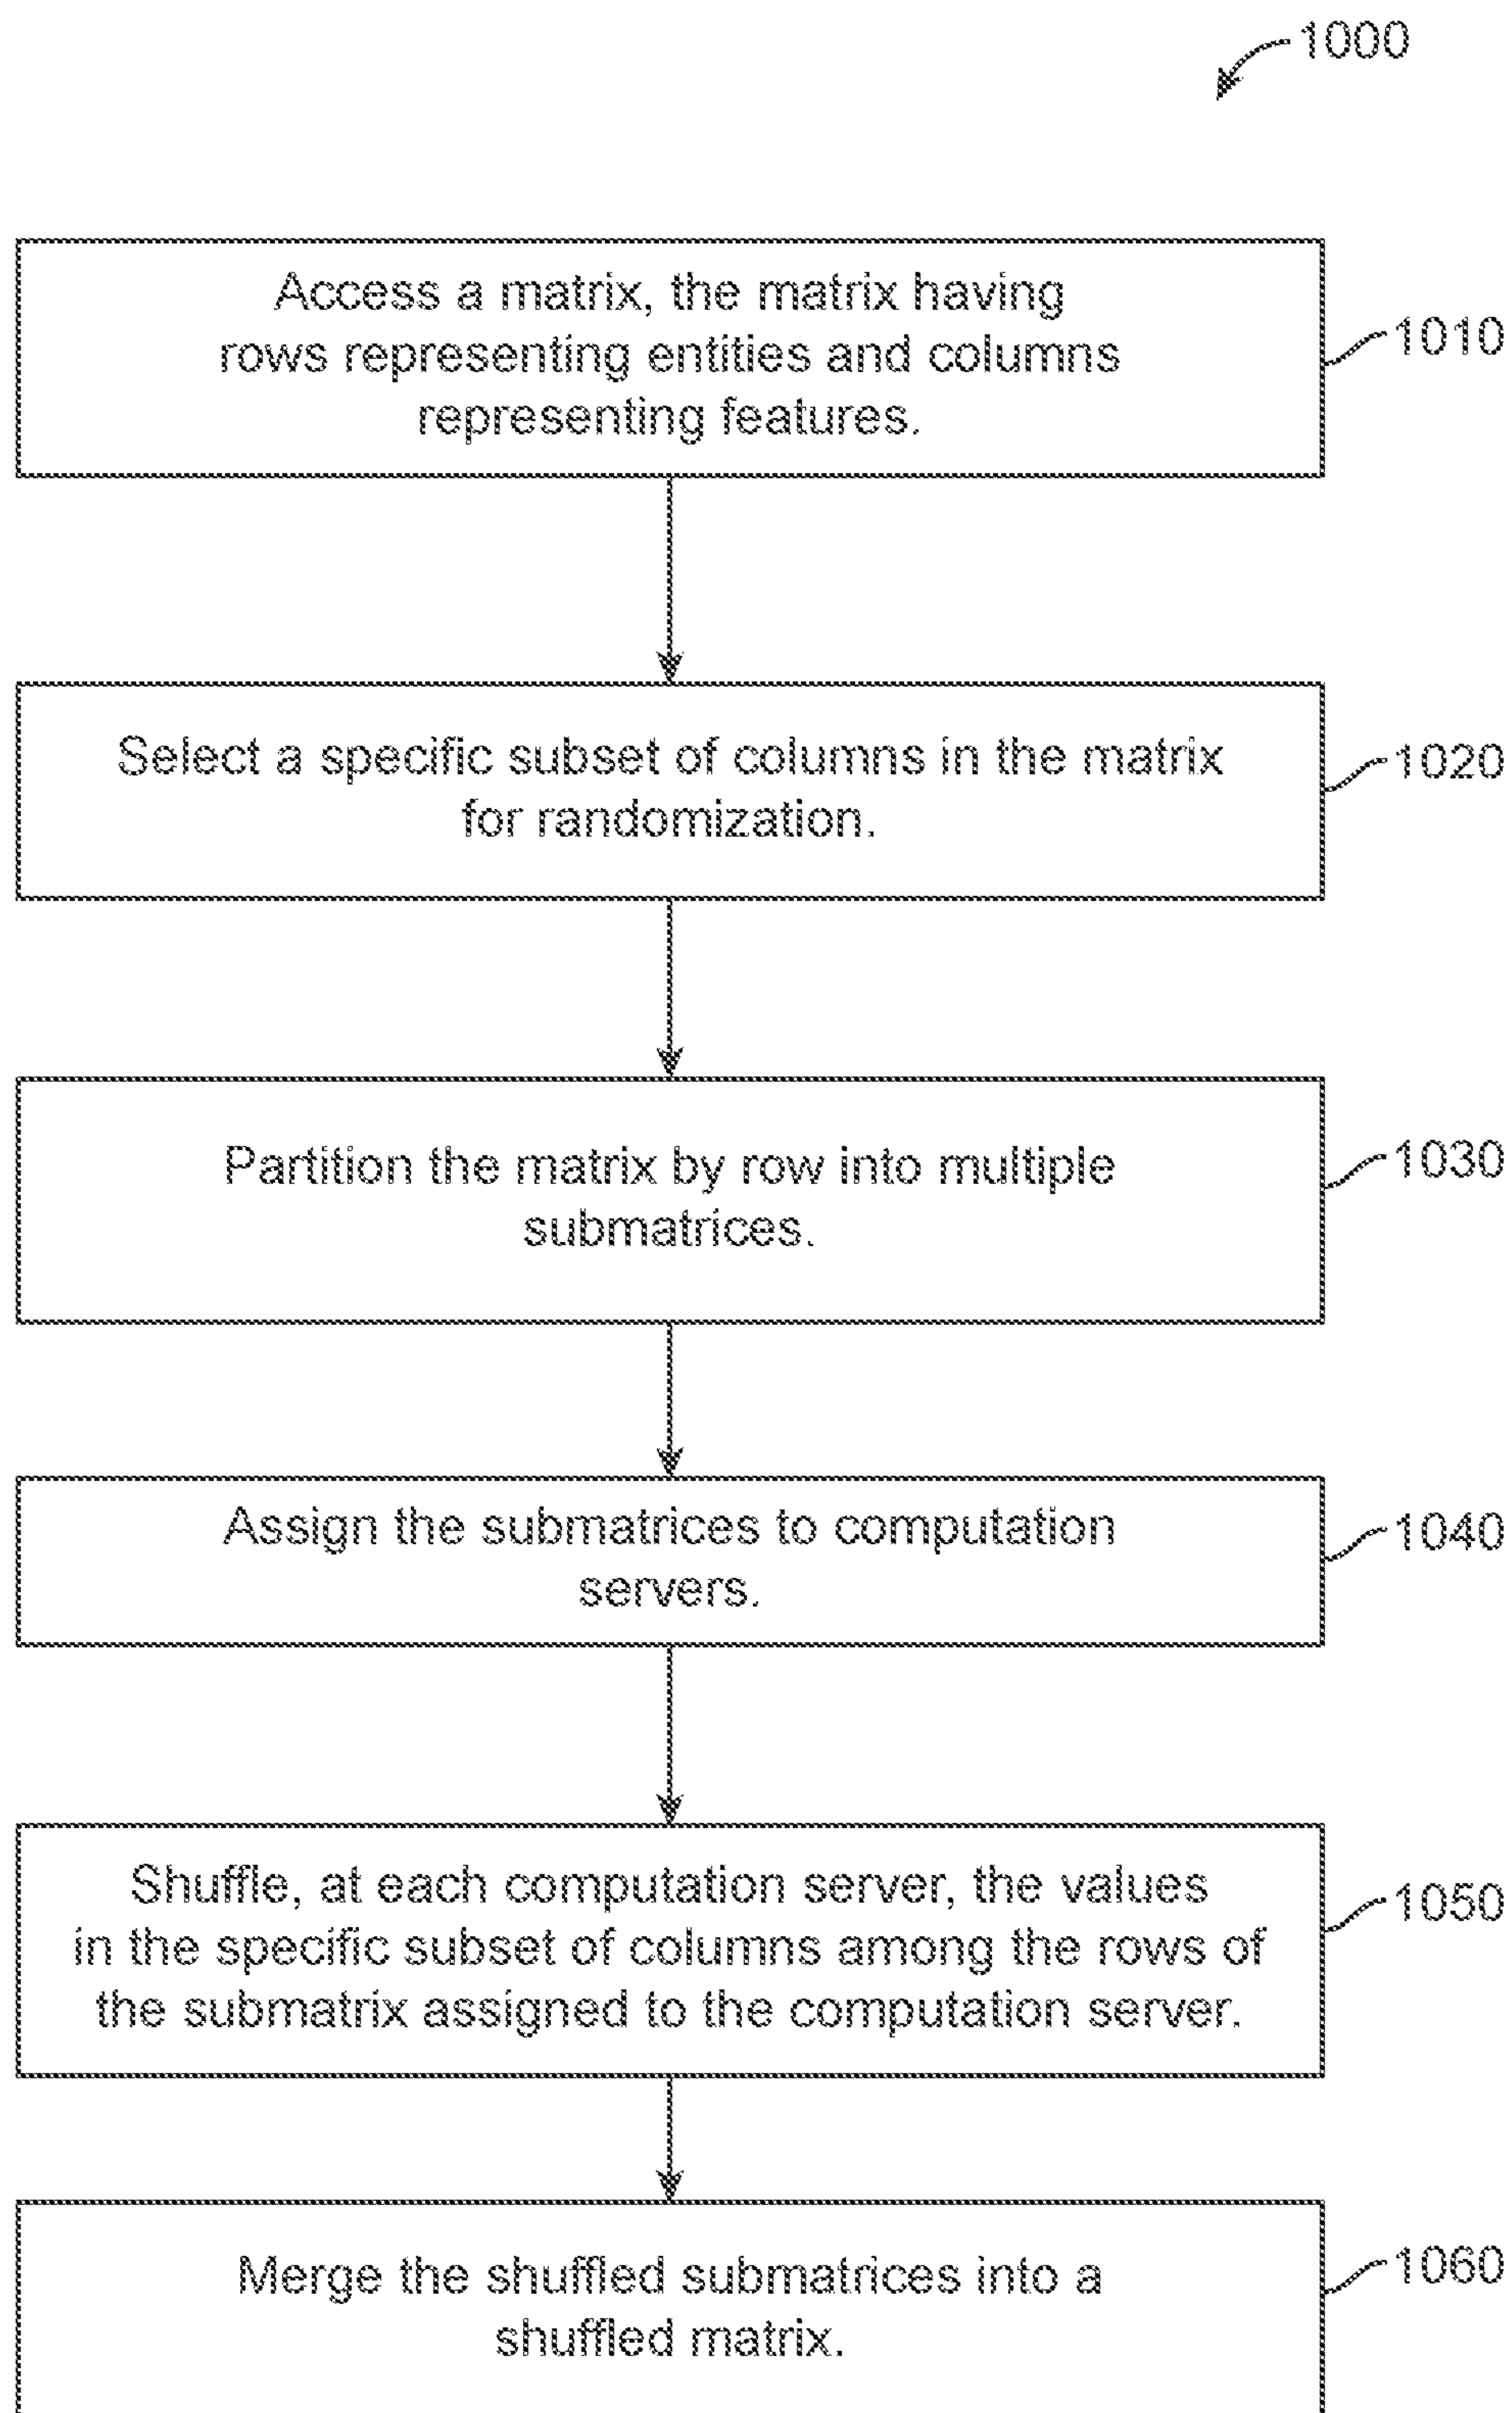 1000
Access a matrix, the matrix having
rows representing entities and columns
representing features.
1010
Select a specific subset of columns in the matrix
for randomization.
1020
Partition the matrix by row into multiple
submatrices.
1030
Assign the submatrices to computation
servers.
1040
Shuffle, at each computation server, the values
in the specific subset of columns among the rows of
the submatrix assigned to the computation server.
1050
Merge the shuffled submatrices into a
shuffled matrix.
1060